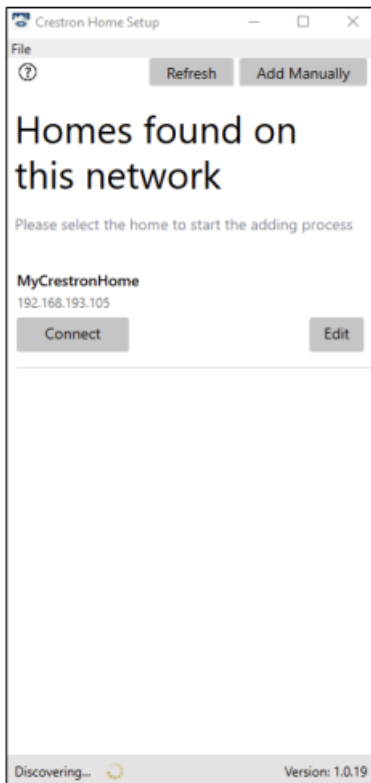 Crestron Home Setup
File
Refresh Add Manually
Homes found on
this network
Please select the home to start the adding process
MyCrestronHome
192.168.193.105
Connect Edit
Discovering... Version: 1.0.19